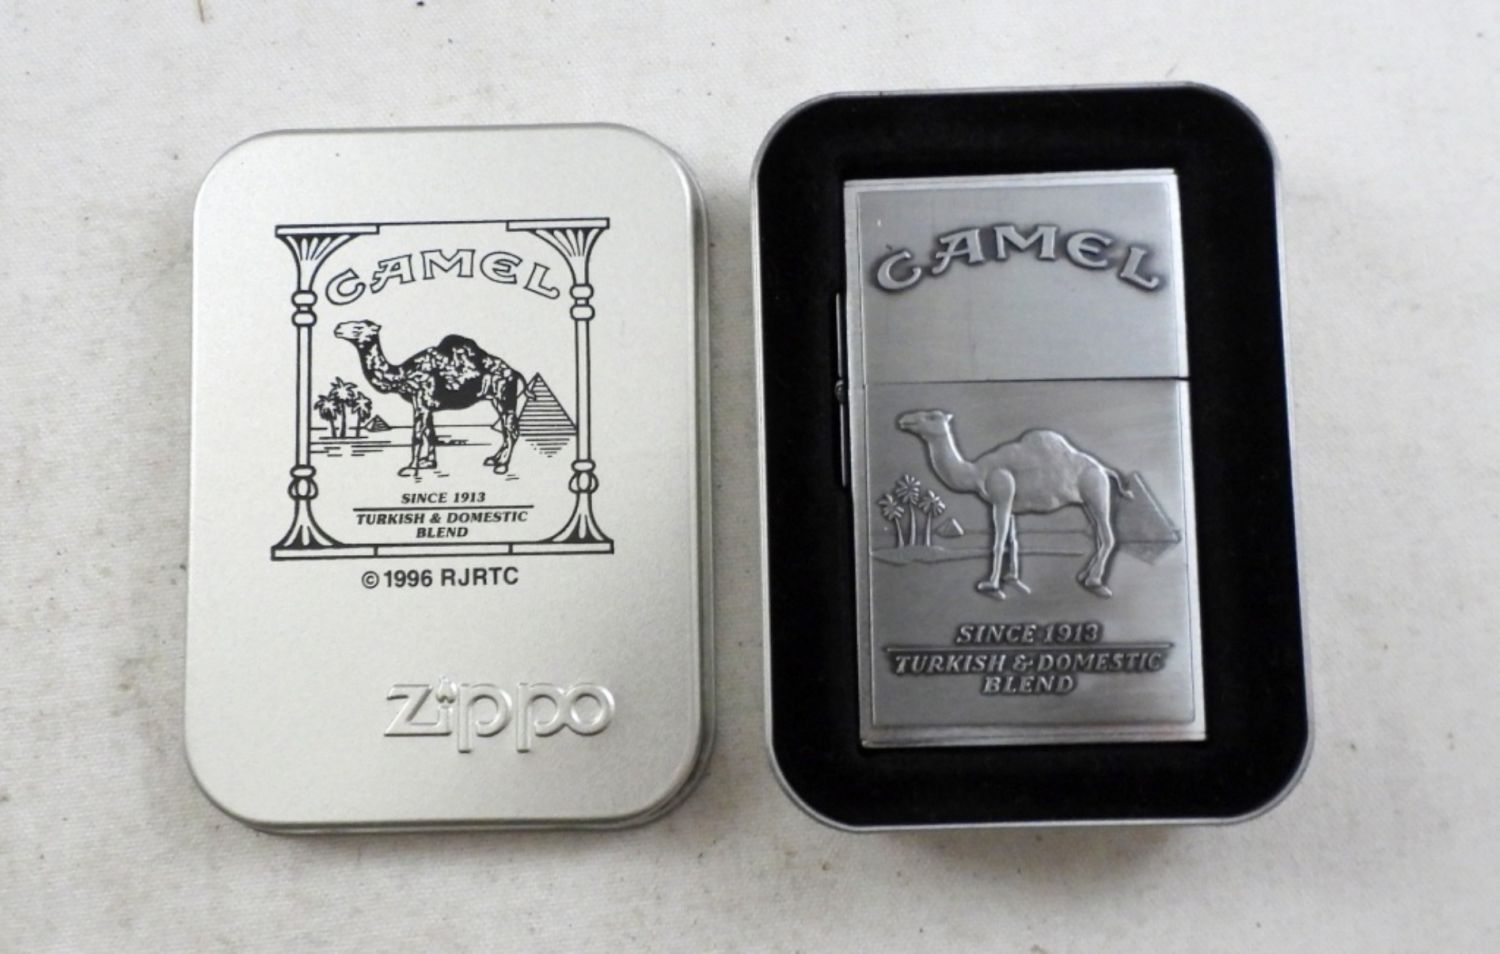 CAMEL
SINCE 1913
TURKISH & DOMESTIC
BLEND
© 1996 RJRTC
Zippo
CAMEL
SINCE 1913
TURKISH & DOMESTIC
BLEND